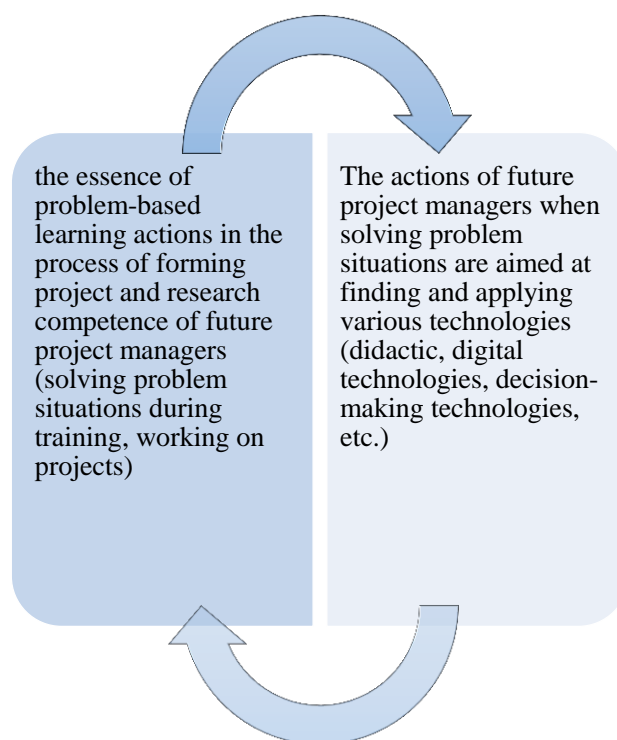 the essence of
problem-based
learning actions in the
process of forming
project and research
competence of future
project managers
(solving problem
situations during
training, working on
projects)
The actions of future
project managers when
solving problem
situations are aimed at
finding and applying
various technologies
(didactic, digital
technologies, decision-
making technologies,
etc.)